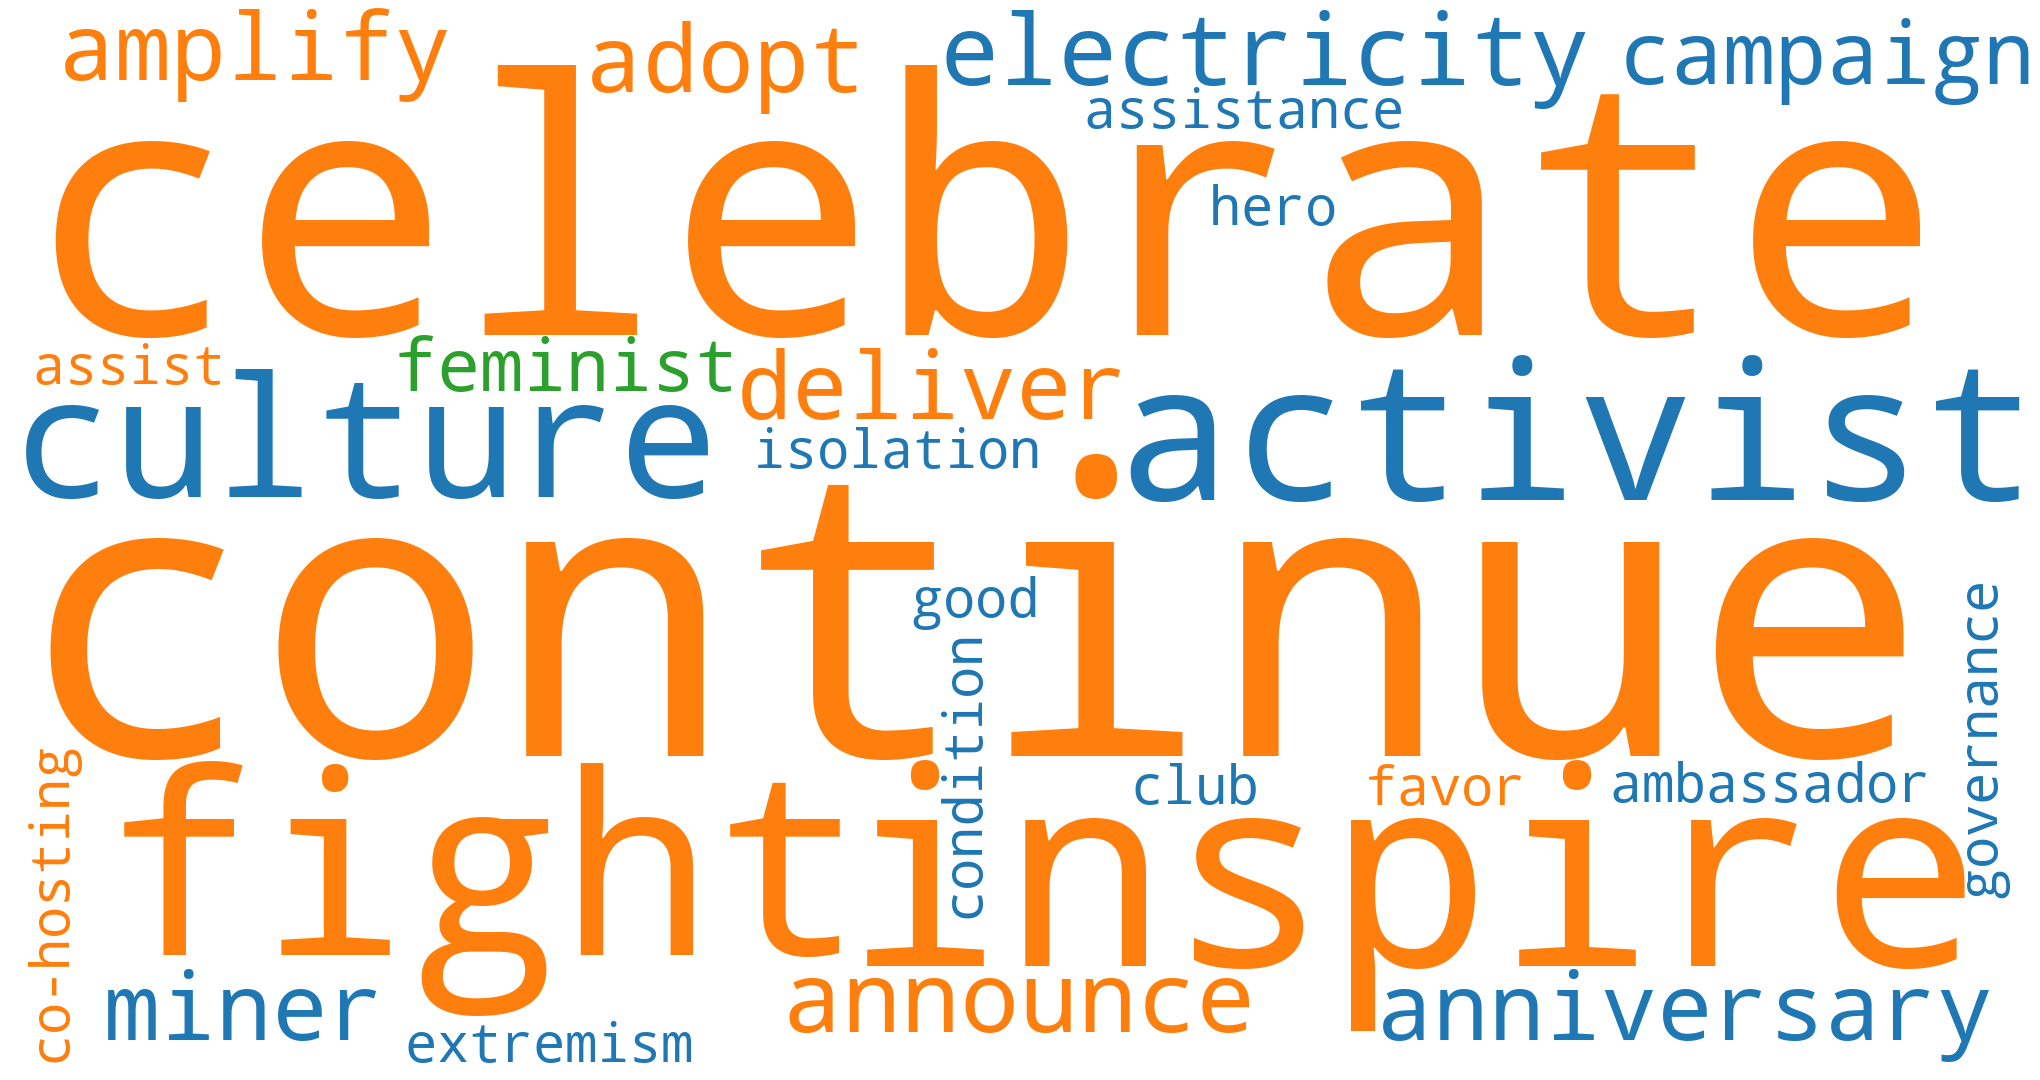 amplify
adopt
electricity
campaign
assistance
celebrate
hero
assist
feminist
deliver
culture
isolation
activist
continue
good
condition
governance
co-hosting
fight
inspire
club
favor
ambassador
miner
announce
anniversary
extremism